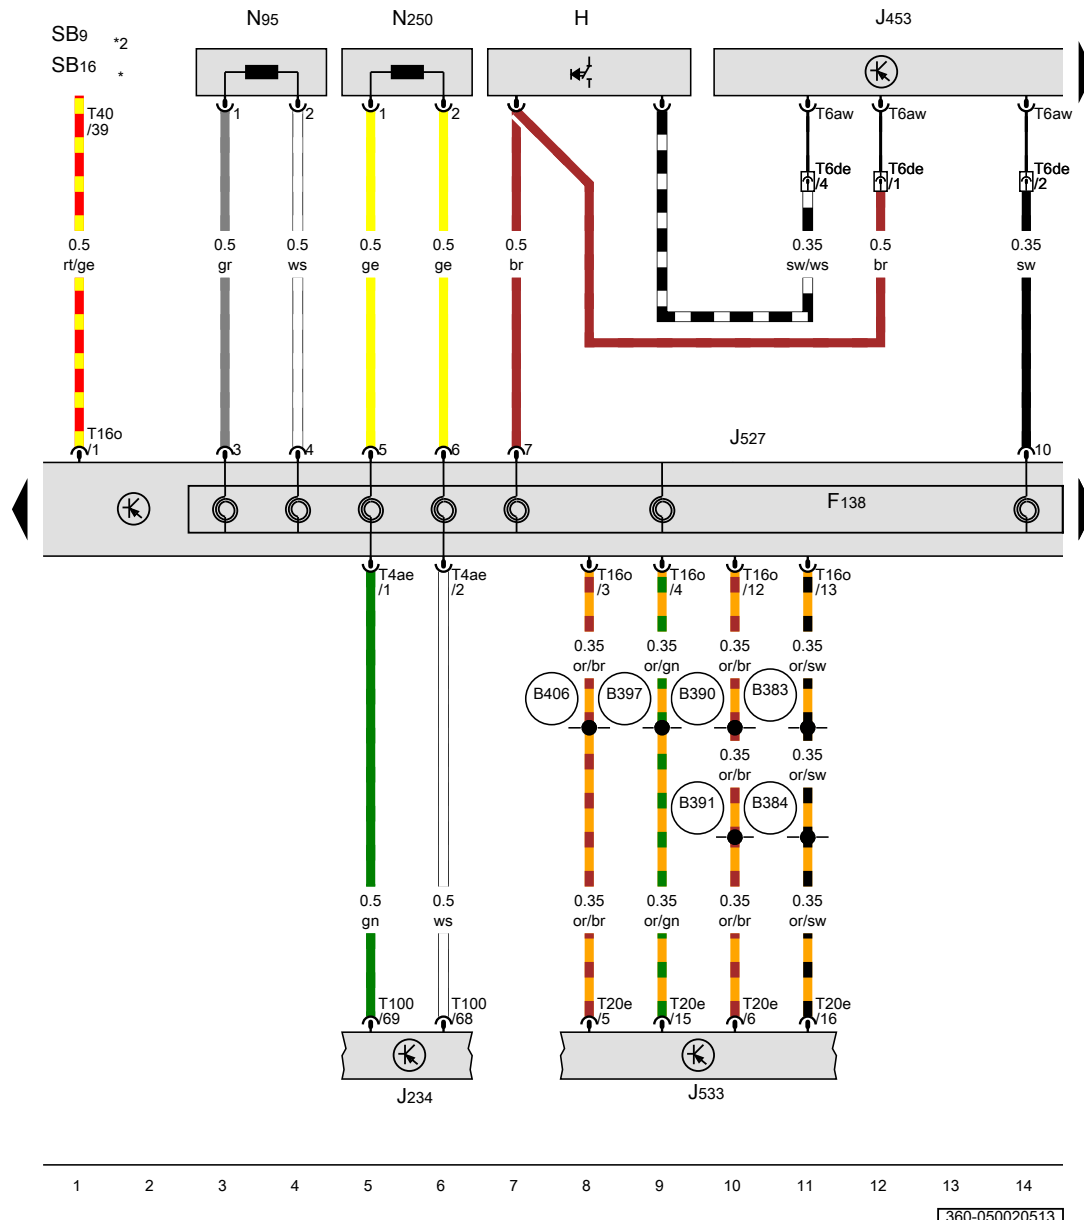 N95 N250 H J453
SB9 *2
SB16 *
T40
/39
1 2 1 2 T6aw T6aw T6aw
T6de T6de T6de
/4 /1 /2
0.5 0.5 0.5 0.5 0.5 0.5 0.35 0.5 0.35
rt/ge gr ws ge ge br sw/ws br sw
T16o
/1 3 4 5 6 7 J527 10
F138
T4ae T4ae T16o T16o T16o T16o
/1 /2 /3 /4 /12 /13
0.35 0.35 0.35 0.35
or/br or/gn or/br or/sw
B406 B397 B390 B383
0.35 0.35
or/br or/sw
B391 B384
0.5 0.5 0.35 0.35 0.35 0.35
gn ws or/br or/gn or/br or/sw
T100 T100 T20e T20e T20e T20e
/69 /68 /5 /15 /6 /16
J234 J533
1 2 3 4 5 6 7 8 9 10 11 12 13 14
360-050020513